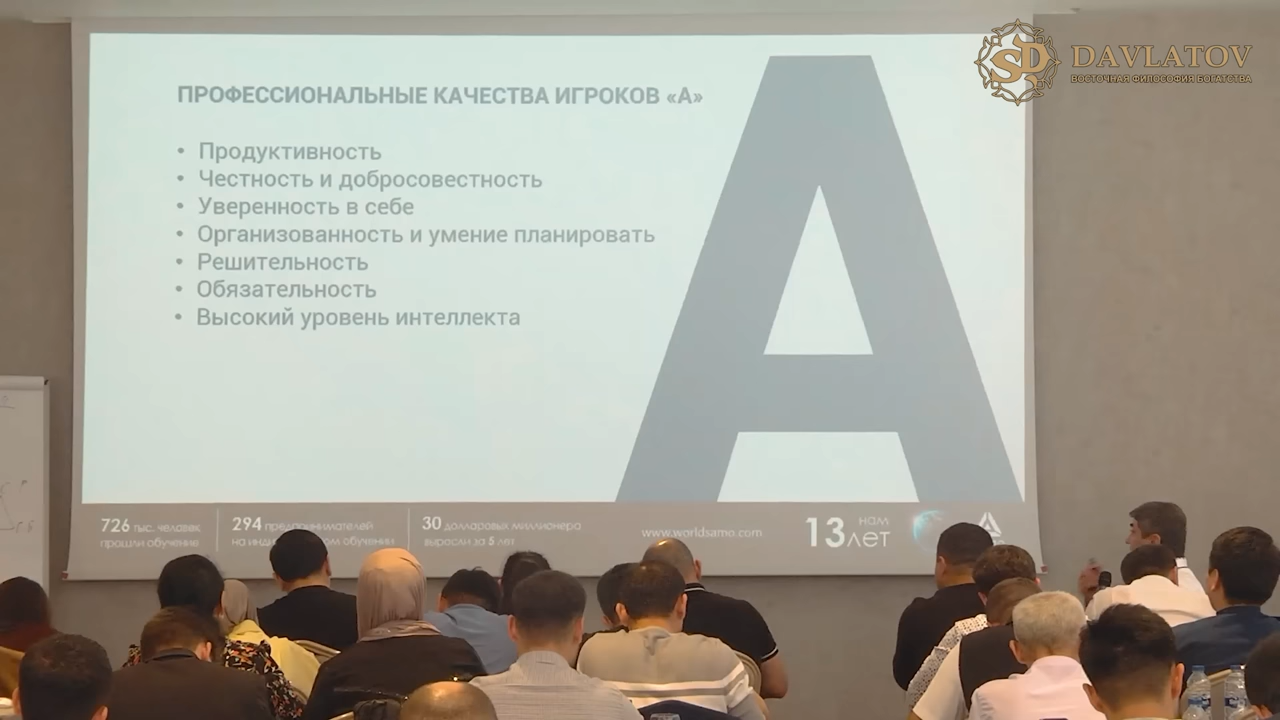 DAVLATOV
ВОСТОЧНАЯ ФИЛОСОФИЯ БОГАТСТВА
ПРОФЕССИОНАЛЬНЫЕ КАЧЕСТВА ИГРОКОВ «А»
• Продуктивность
• Честность и добросовестность
• Уверенность в себе
• Организованность и умение планировать
• Решительность
• Обязательность
• Высокий уровень интеллекта
А
726 тыс. человек
прошли обучение
294 предпринимателей
на обучении
30 долларовых миллионера
выросли за 5 лет
www.worldsamo.com
13 нам
лет